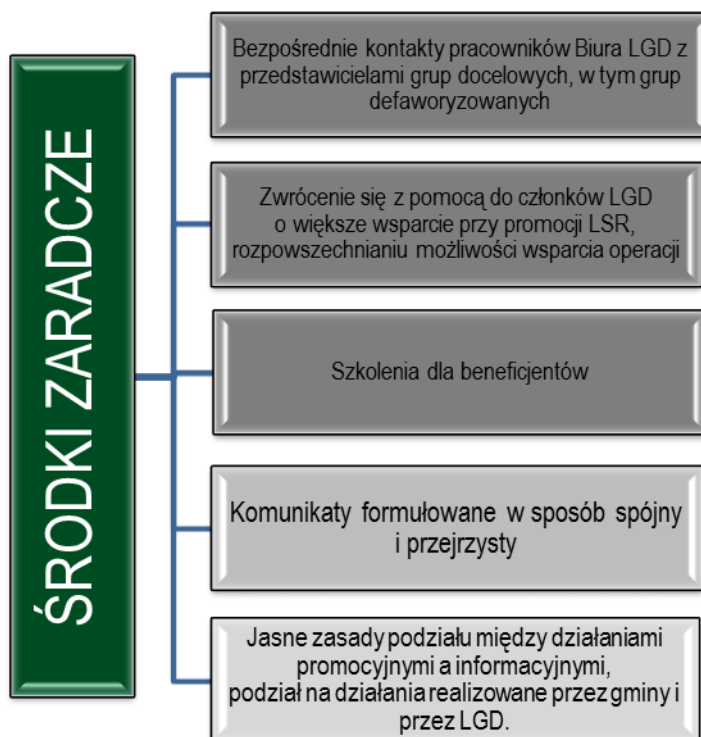 ŚRODKI ZARADCZE
Bezpośrednie kontakty pracowników Biura LGD z
przedstawicielami grup docelowych, w tym grup
defaworyzowanych
Zwrócenie się z pomocą do członków LGD
o większe wsparcie przy promocji LSR,
rozpowszechnianiu możliwości wsparcia operacji
Szkolenia dla beneficjentów
Komunikaty formułowane w sposób spójny
i przejrzysty
Jasne zasady podziału między działaniami
promocyjnymi a informacyjnymi,
podział na działania realizowane przez gminy i
przez LGD.